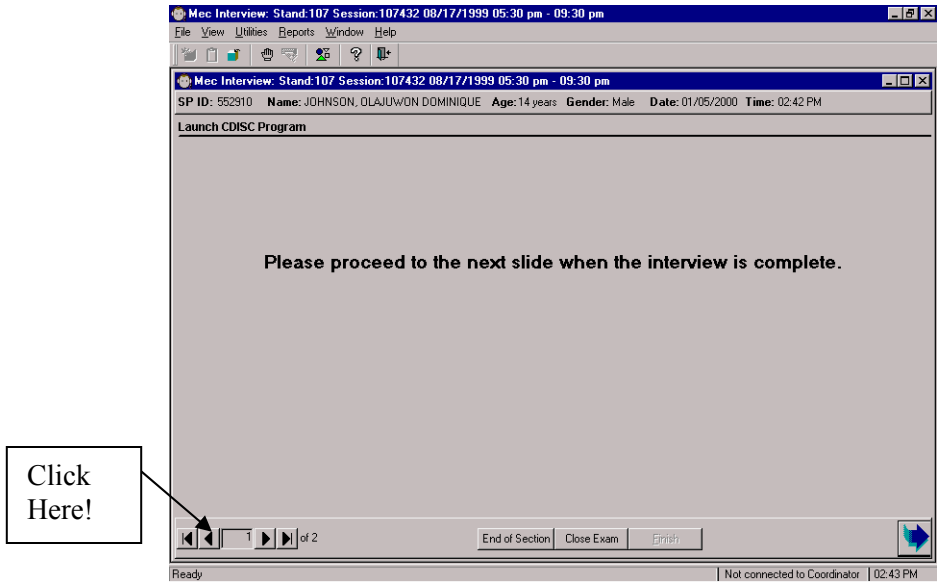 Mec Interview: Stand:107 Session:107432 08/17/1999 05:30 pm - 09:30 pm
File View Utilities Reports Window Help
Mec Interview: Stand:107 Session:107432 08/17/1999 05:30 pm - 09:30 pm
SP ID: 552910 Name: JOHNSON, OLAJUWON DOMINIQUE Age: 14 years Gender: Male Date: 01/05/2000 Time: 02:42 PM
Launch CDISC Program
Please proceed to the next slide when the interview is complete.
Click
Here!
1 of 2 End of Section Close Exam Finish
Ready Not connected to Coordinator 02:43 PM